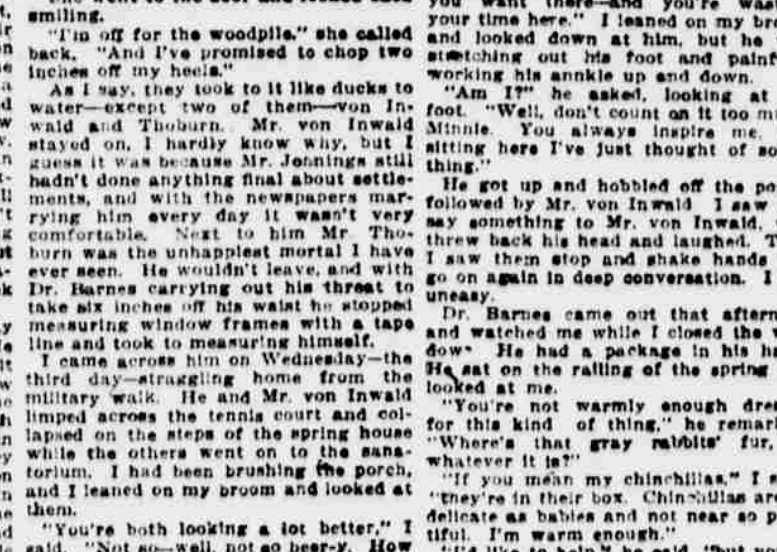 smiling.
"I'm off for the woodpile," she called
back. "And I've promised to chop two
inches off my heels."
As I say, they took to it like ducks to
water—except two of them—von In-
wald and Thoburn. Mr. von Inwald
stayed on, I hardly know why, but I
guess it was because Mr. Jennings still
hadn't done anything final about settle-
ments, and with the newspapers mar-
rying him every day it wasn't very
comfortable. Next to him Mr. Tho-
burn was the unhappiest mortal I have
ever seen. He wouldn't leave, and with
Dr. Barnes carrying out his threat to
take six inches off his waist he stopped
measuring window frames with a tape
line and took to measuring himself.
I came across him on Wednesday—the
third day—straggling home from the
military walk. He and Mr. von Inwald
limped across the tennis court and col-
lapsed on the steps of the spring house
while the others went on to the sana-
torium. I had been brushing the porch,
and I leaned on my broom and looked at
them.
"You're both looking a lot better," I
said. "Not so—well, not so beer-y. How
you want there—and you're
your time here." I leaned on my
and looked down at him, but he
stretching out his foot and
working his annkle up and down.
"Am I?" he asked, looking at
foot. "Well, don't count on it too
Minnie. You always inspire me,
sitting here I've just thought of
thing."
He got up and hobbled off the
followed by Mr. von Inwald I saw
say something to Mr. von Inwald,
threw back his head and laughed.
I saw them stop and shake hands
go on again in deep conversation. I
uneasy.
Dr. Barnes came out that
and watched me while I closed the
dow He had a package in his
He sat on the railing of the spring
looked at me.
"You're not warmly enough
for this kind of thing," he
"Where's that gray rabbits' fur,
whatever it is?"
"If you mean my chinchillas," I
"they're in their box. Chinchillas
delicate as babies and not near so
tiful. I'm warm enough."